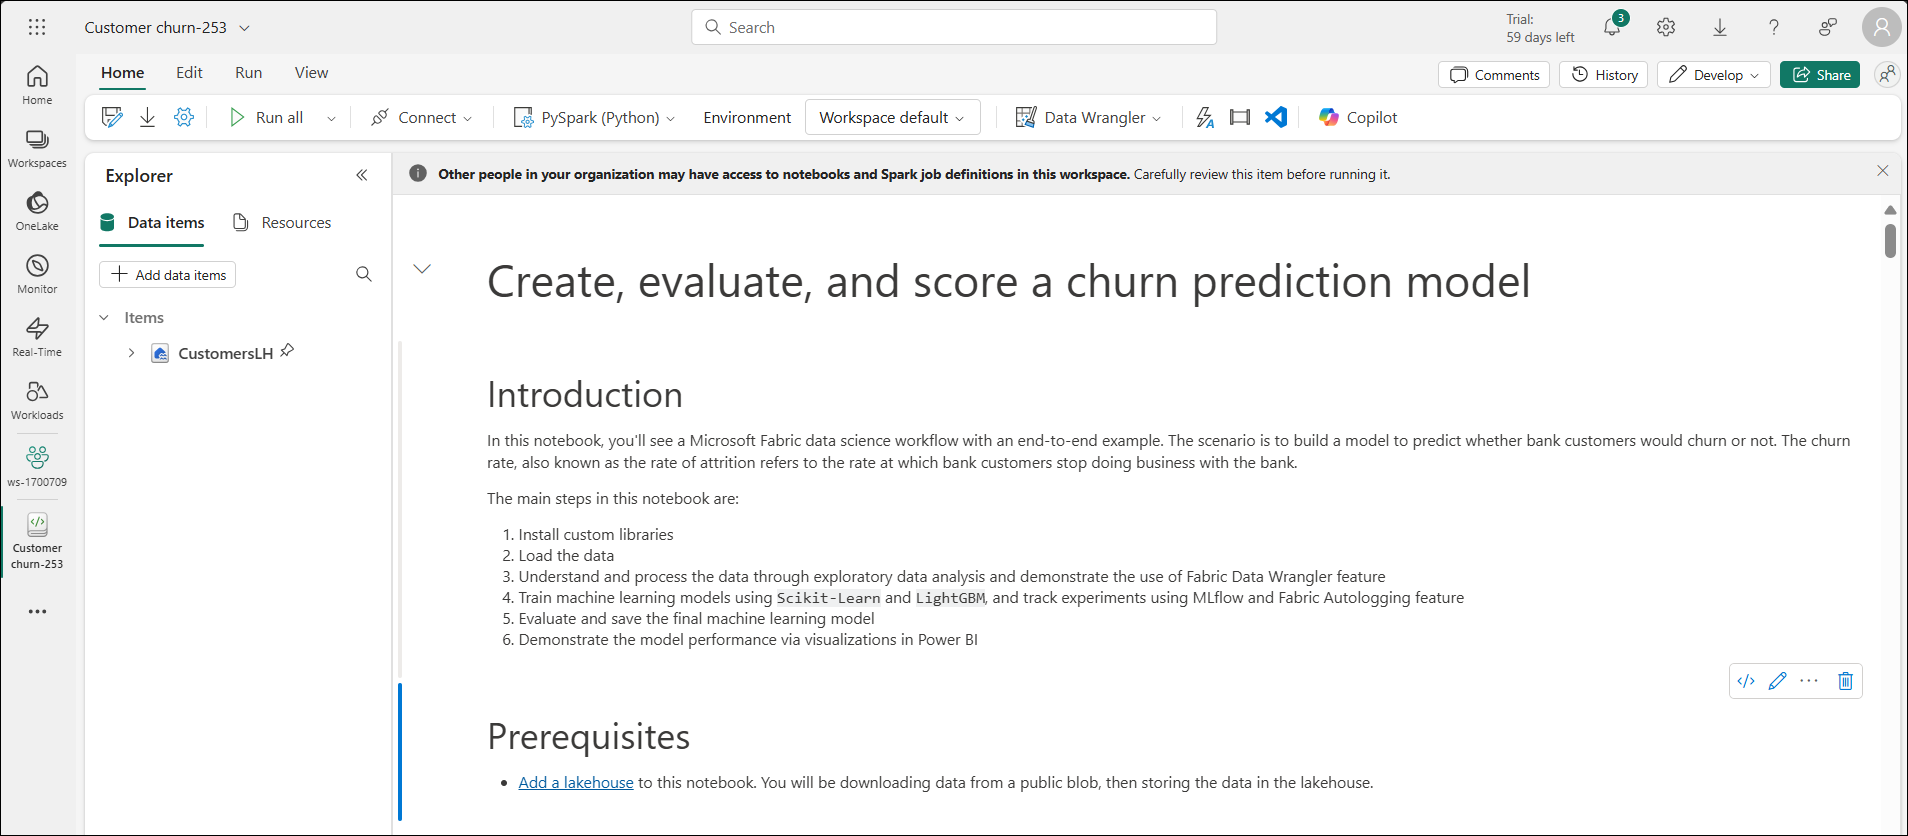 Customer churn-253
Search
Trial:
59 days left
3
Home
Edit
Run
View
Comments
History
Develop
Share
Run all
Connect
PySpark (Python)
Environment
Workspace default
Data Wrangler
Copilot
Home
Workspaces
OneLake
Monitor
Real-Time
Workloads
ws-1700709
Customer
churn-253
Explorer
Data items
Resources
Add data items
Items
CustomersLH
Other people in your organization may have access to notebooks and Spark job definitions in this workspace. Carefully review this item before running it.
Create, evaluate, and score a churn prediction model
Introduction
In this notebook, you'll see a Microsoft Fabric data science workflow with an end-to-end example. The scenario is to build a model to predict whether bank customers would churn or not. The churn
rate, also known as the rate of attrition refers to the rate at which bank customers stop doing business with the bank.
The main steps in this notebook are:
1. Install custom libraries
2. Load the data
3. Understand and process the data through exploratory data analysis and demonstrate the use of Fabric Data Wrangler feature
4. Train machine learning models using Scikit-Learn and LightGBM, and track experiments using MLflow and Fabric Autologging feature
5. Evaluate and save the final machine learning model
6. Demonstrate the model performance via visualizations in Power BI
Prerequisites
• Add a lakehouse to this notebook. You will be downloading data from a public blob, then storing the data in the lakehouse.